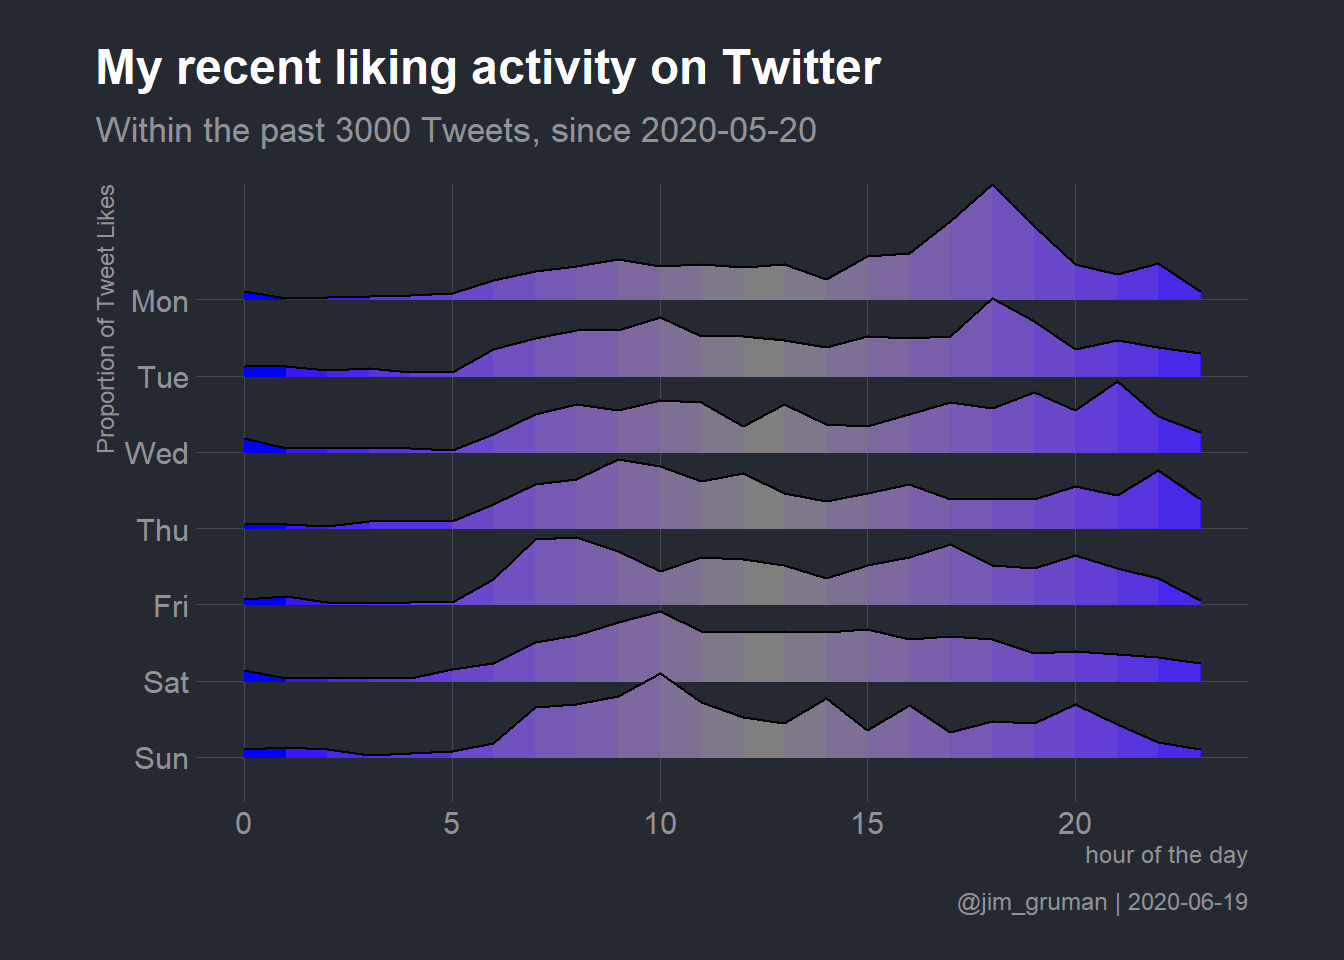 My recent liking activity on Twitter
Within the past 3000 Tweets, since 2020-05-20
Proportion of Tweet Likes
Mon
Tue
Wed
Thu
Fri
Sat
Sun
0 5 10 15 20
hour of the day
@jim_gruman | 2020-06-19